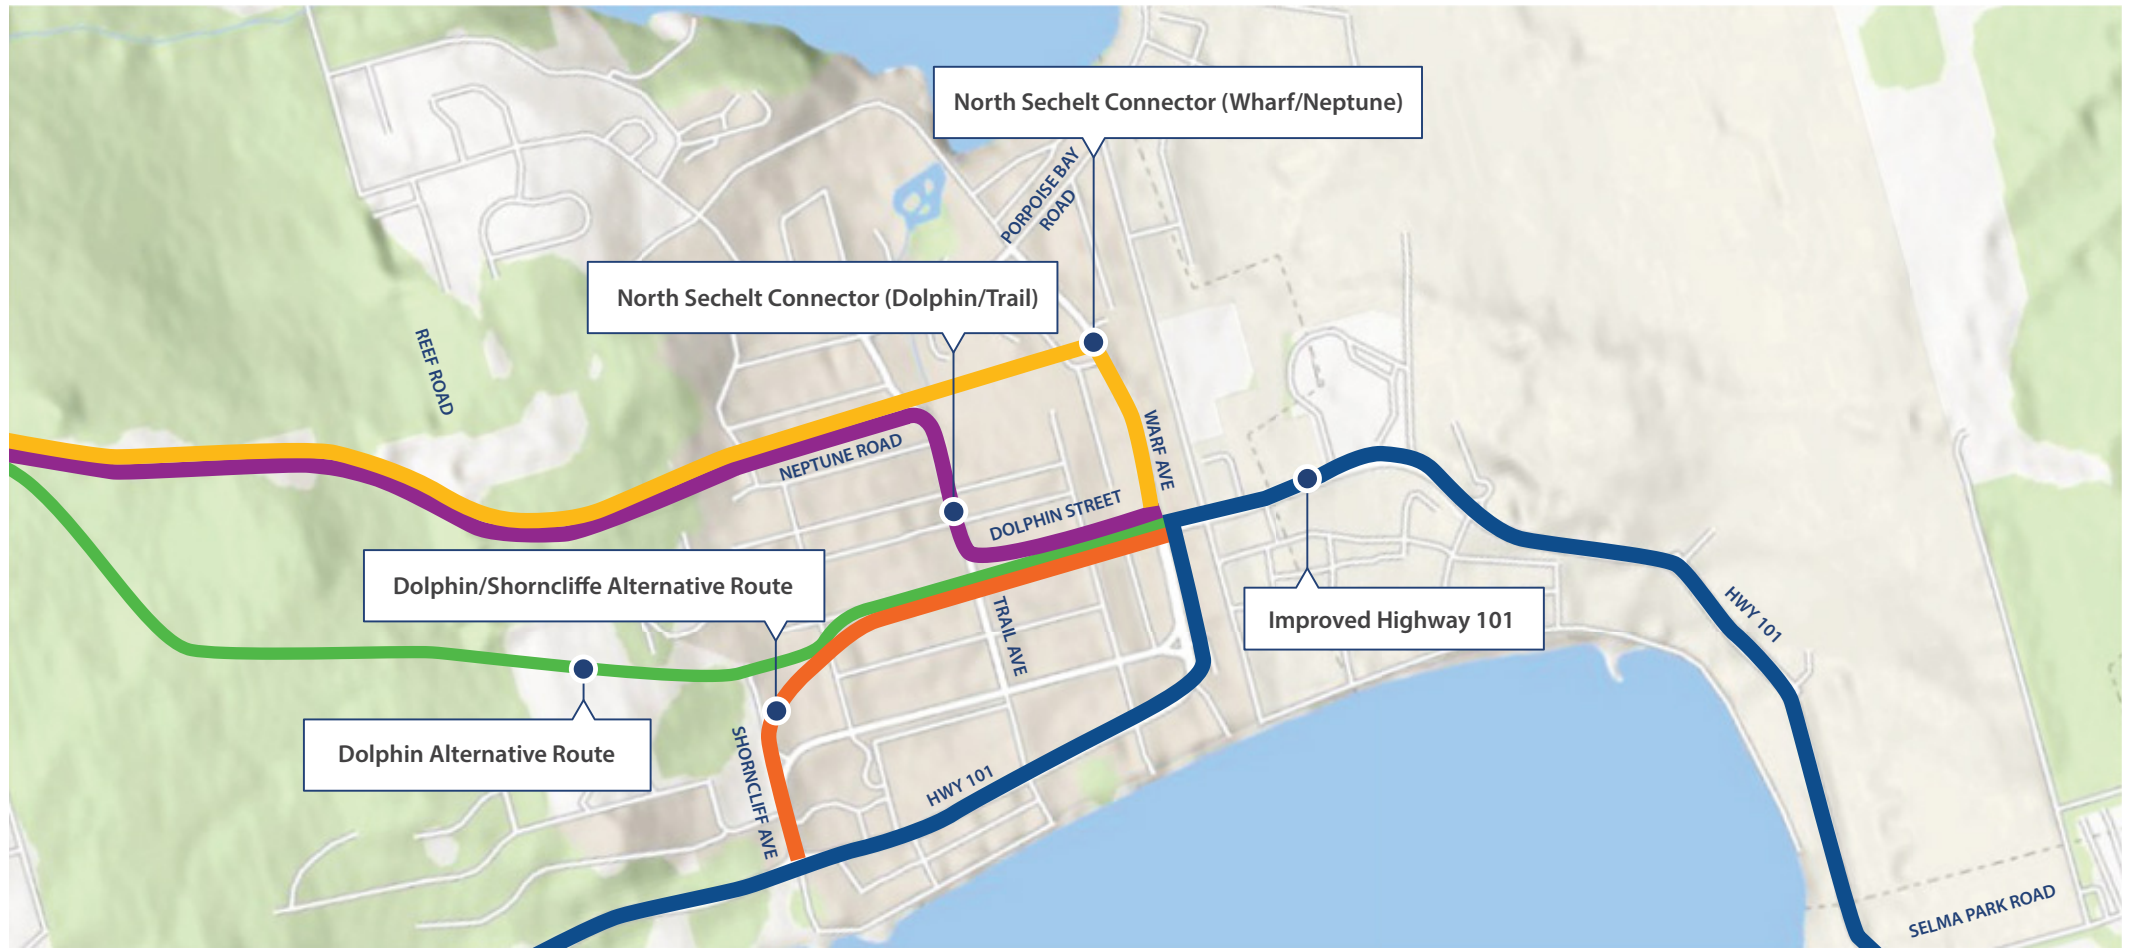 North Sechelt Connector (Wharf/Neptune)
PORPOISE BAY
ROAD
North Sechelt Connector (Dolphin/Trail)
REEF ROAD
WARF AVE
NEPTUNE ROAD
DOLPHIN STREET
Dolphin/Shorncliffe Alternative Route
Improved Highway 101
HWY 101
TRAIL AVE
Dolphin Alternative Route
SHORNCLIFF AVE
HWY 101
SELMA PARK ROAD